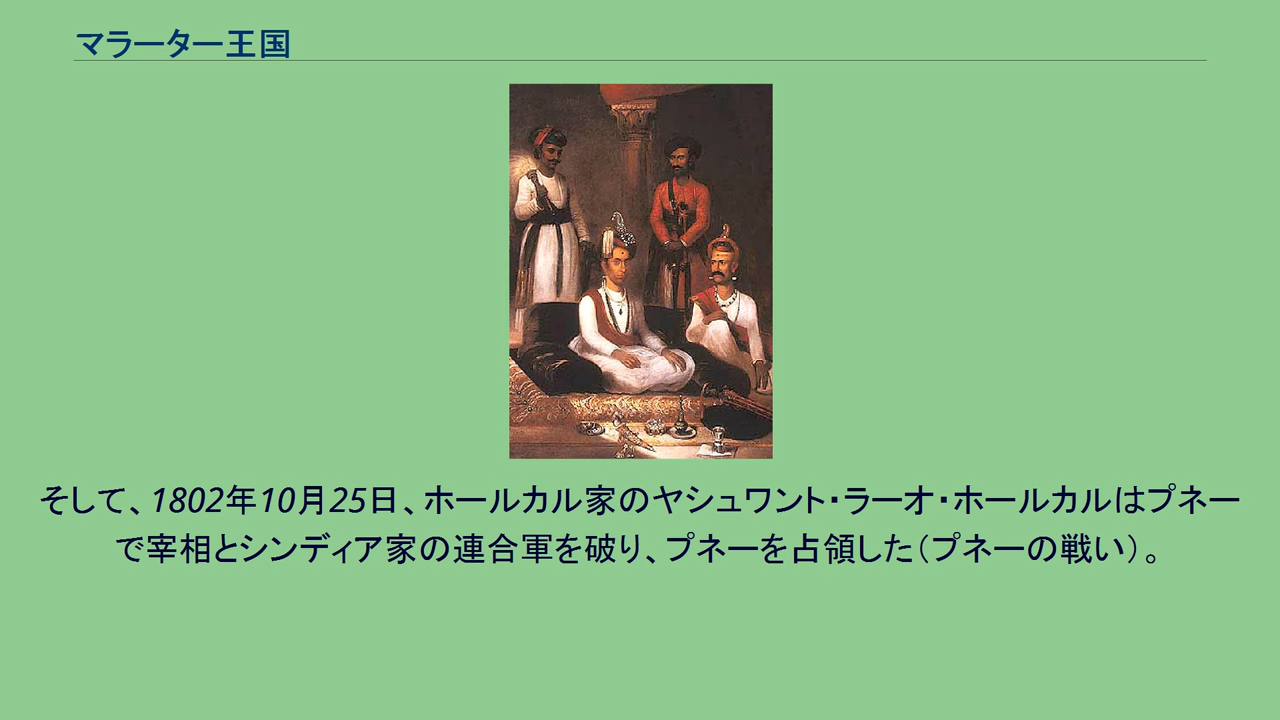 マラーター王国
そして、1802年10月25日、ホールカル家のヤシュワント・ラーオ・ホールカルはプネー
で宰相とシンディア家の連合軍を破り、プネーを占領した（プネーの戦い）。